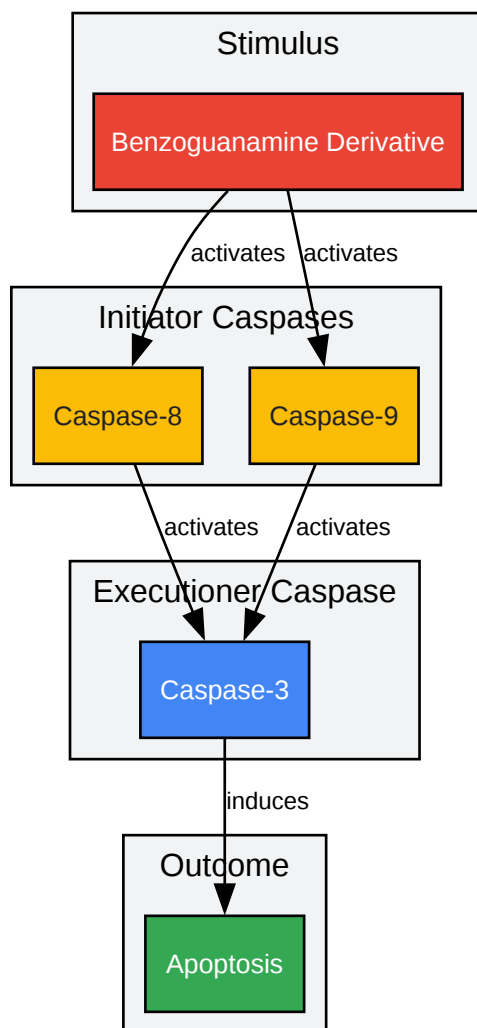 Stimulus
Benzoguanamine Derivative
activates
activates
Initiator Caspases
Caspase-8
Caspase-9
activates
activates
Executioner Caspase
Caspase-3
induces
Outcome
Apoptosis